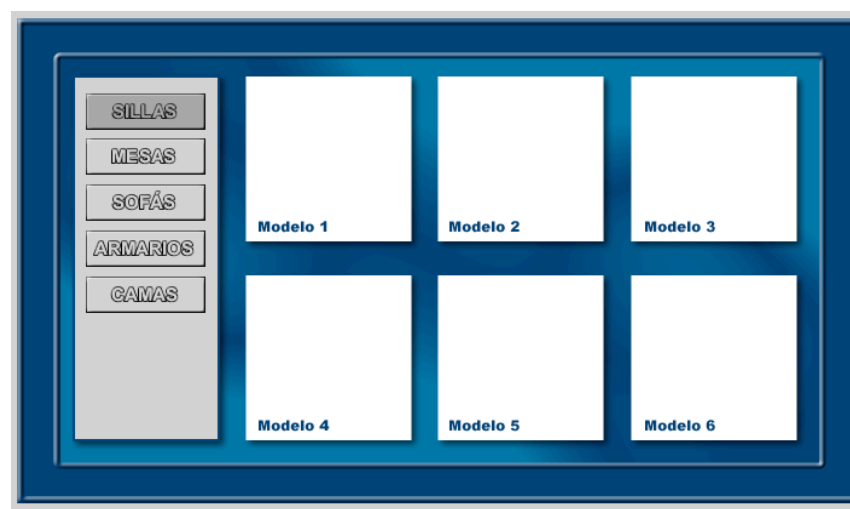 SILLAS
MESAS
SOFÁS
ARMARIOS
CAMAS
Modelo 1
Modelo 2
Modelo 3
Modelo 4
Modelo 5
Modelo 6